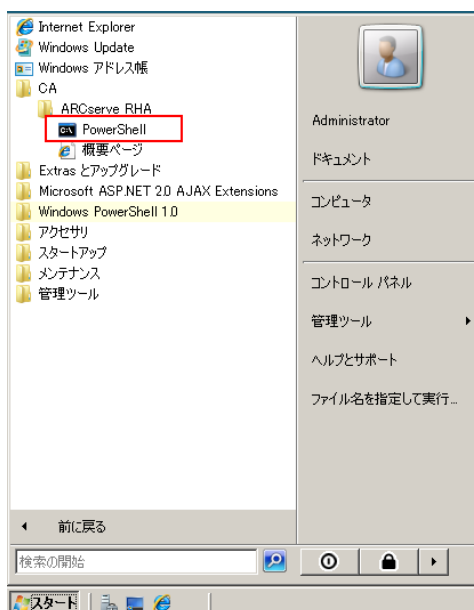 Internet Explorer
Windows Update
Windows アドレス帳
CA
ARCserve RHA
PowerShell
概要ページ
Extras とアップグレード
Microsoft ASP.NET 2.0 AJAX Extensions
Windows PowerShell 1.0
アクセサリ
スタートアップ
メンテナンス
管理ツール
前に戻る
検索の開始
Administrator
ドキュメント
コンピュータ
ネットワーク
コントロール パネル
管理ツール
ヘルプとサポート
ファイル名を指定して実行...
スタート